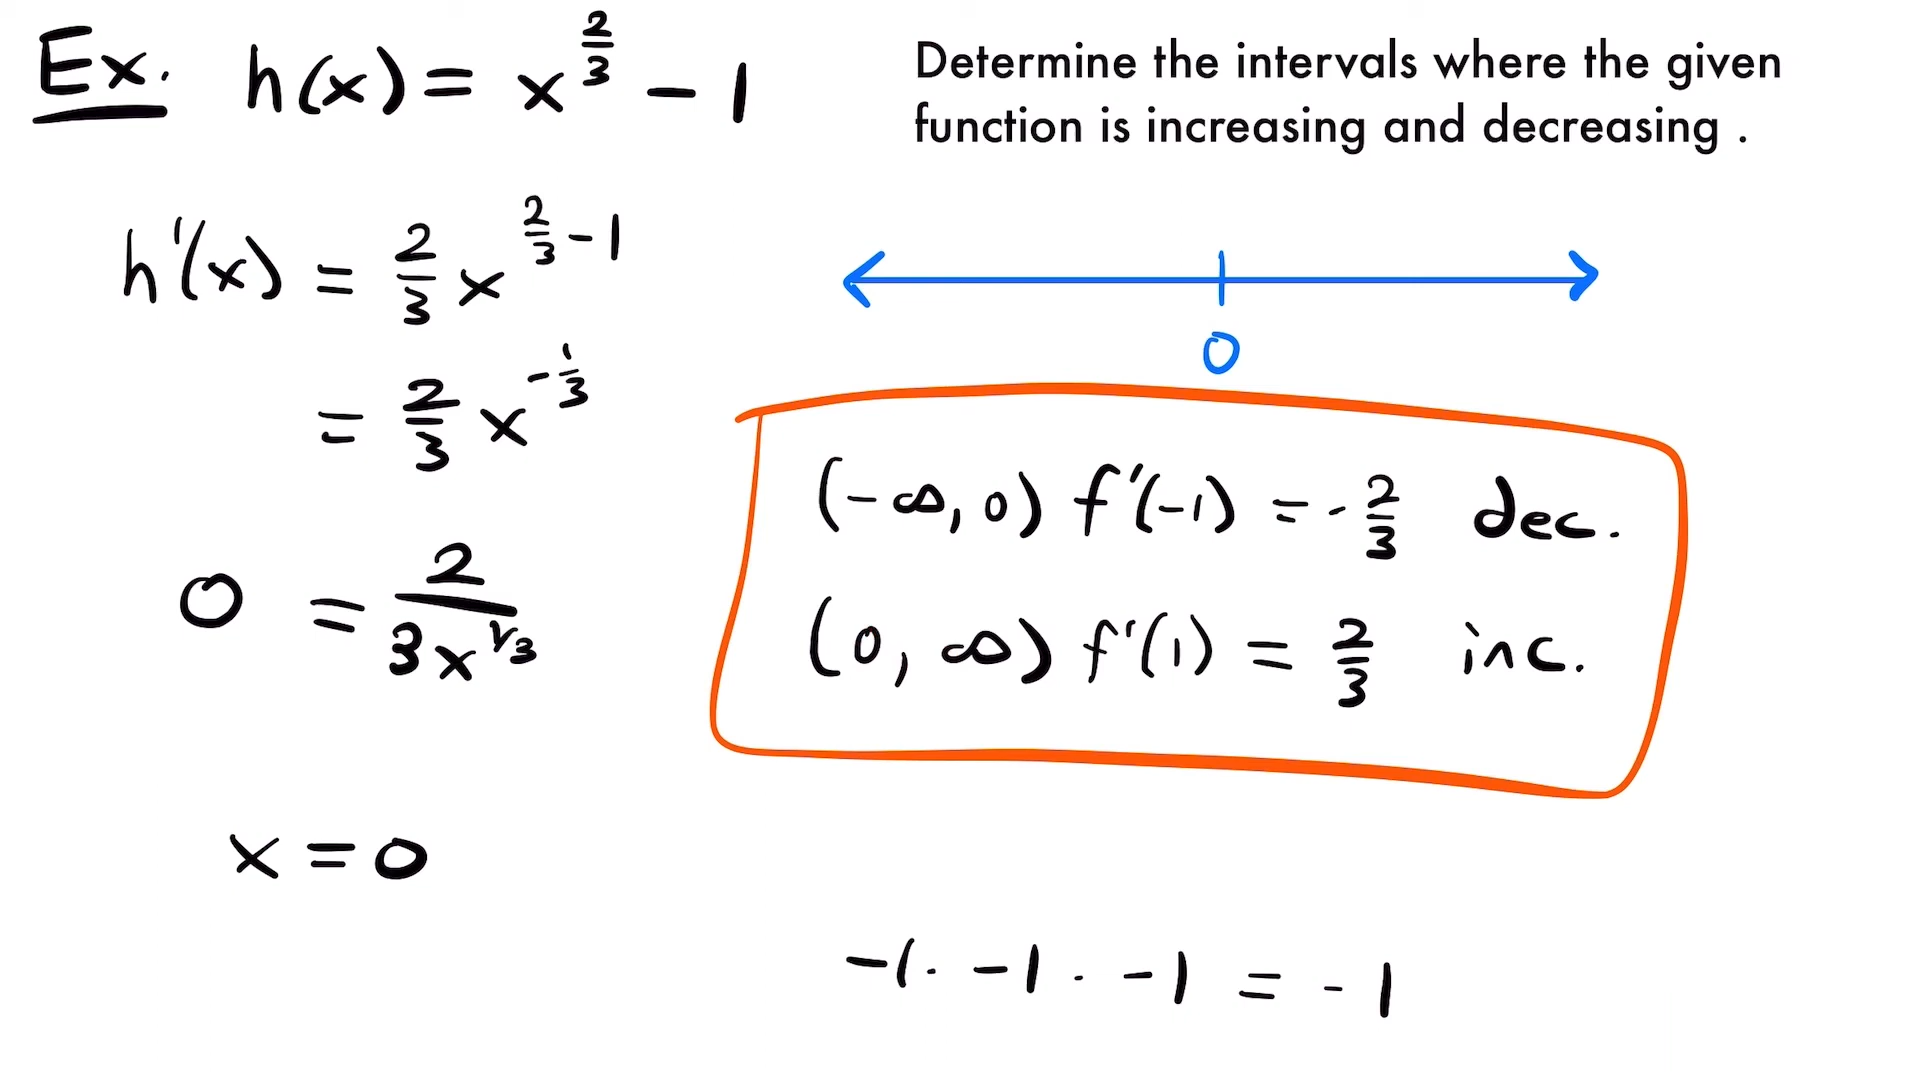 Ex. h(x) = x^{2/3} - 1
Determine the intervals where the given
function is increasing and decreasing .
h'(x) = 2/3 x^{2/3 - 1}
= 2/3 x^{-1/3}
0 = 2/(3x^{1/3})
x = 0
0
(-∞, 0) f'(-1) = -2/3 dec.
(0, ∞) f'(1) = 2/3 inc.
-1 · -1 · -1 = -1